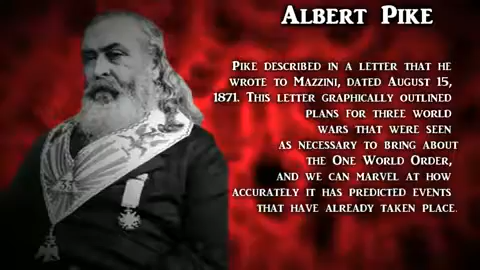 Albert Pike
Pike described in a letter that he
wrote to Mazzini, dated August 15,
1871. This letter graphically outlined
plans for three world
wars that were seen
as necessary to bring about
the One World Order,
and we can marvel at how
accurately it has predicted events
that have already taken place.
33